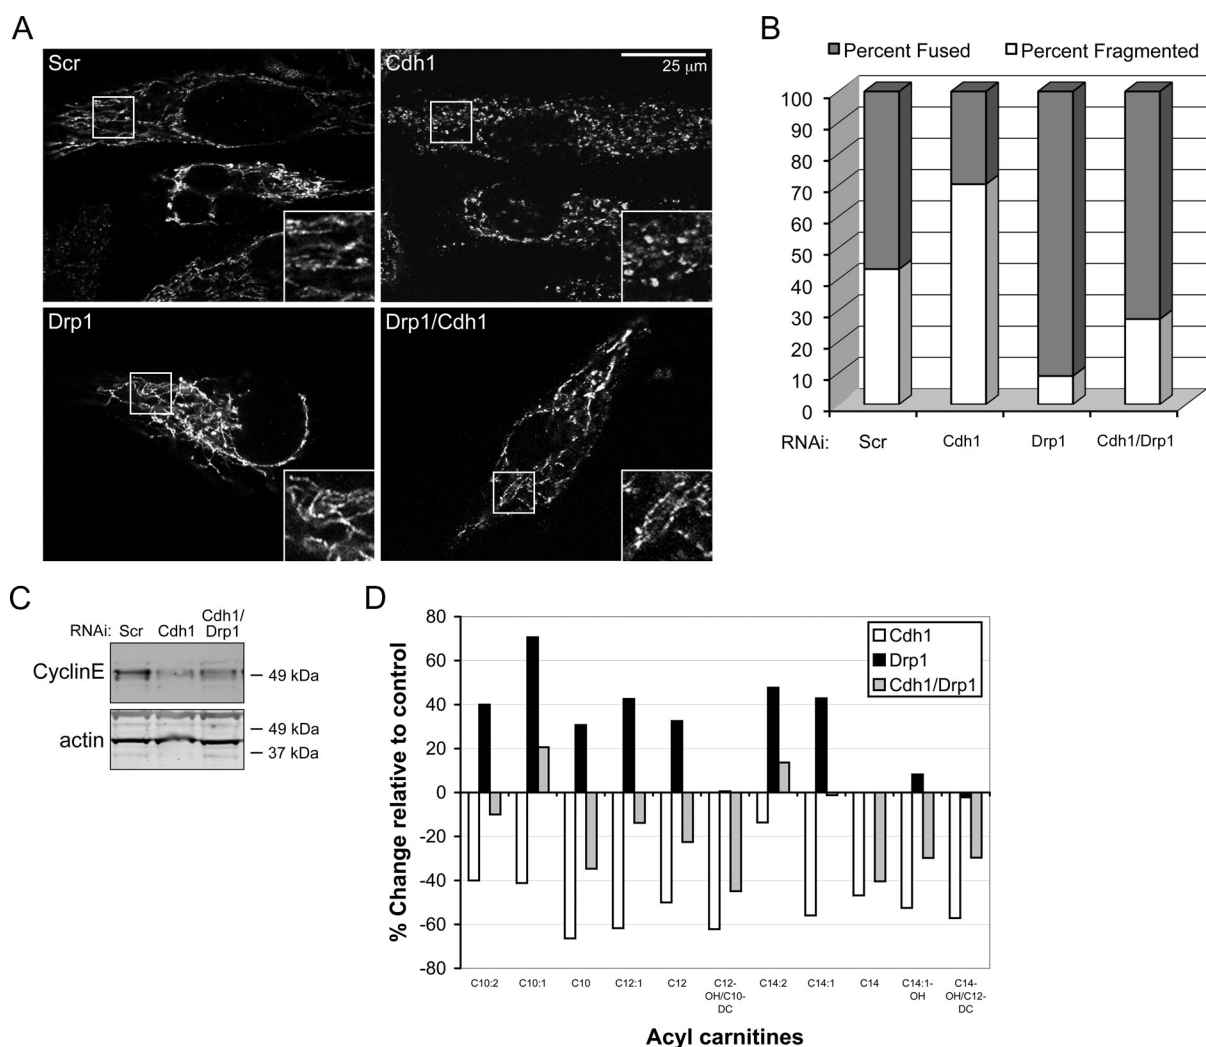 A
Scr
Cdh1
25 μm
Drp1
Drp1/Cdh1
B
Percent Fused
Percent Fragmented
100
90
80
70
60
50
40
30
20
10
0
RNAi:
Scr
Cdh1
Drp1
Cdh1/Drp1
C
RNAi: Scr Cdh1 Cdh1/
Drp1
CyclinE
49 kDa
actin
49 kDa
37 kDa
D
% Change relative to control
80
60
40
20
0
-20
-40
-60
-80
Cdh1
Drp1
Cdh1/Drp1
C10:2
C10:1
C10
C12:1
C12
C12-
OH/C10-
DC
C14:2
C14:1
C14
C14:1-
OH
C14-
OH/C12-
DC
Acyl carnitines